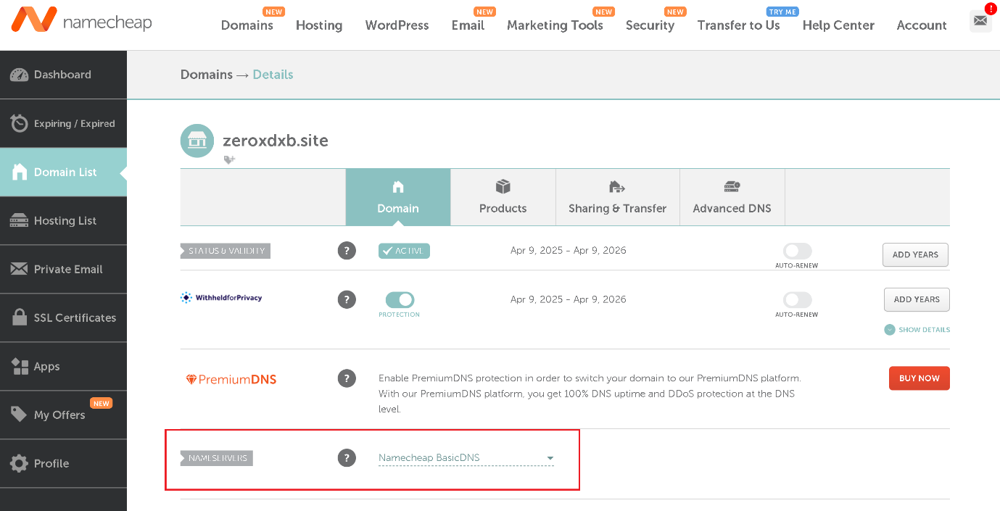 namecheap
NEW NEW NEW NEW TRY ME !
Domains Hosting WordPress Email Marketing Tools Security Transfer to Us Help Center Account
Dashboard
Expiring / Expired
Domain List
Hosting List
Private Email
SSL Certificates
Apps
NEW
My Offers
Profile
Domains → Details
zeroxdxb.site
Domain Products Sharing & Transfer Advanced DNS
STATUS & VALIDITY ? ACTIVE Apr 9, 2025 - Apr 9, 2026 ADD YEARS
AUTO-RENEW
WithheldforPrivacy ? Apr 9, 2025 - Apr 9, 2026 ADD YEARS
PROTECTION AUTO-RENEW
SHOW DETAILS
PremiumDNS ? Enable PremiumDNS protection in order to switch your domain to our PremiumDNS platform. BUY NOW
With our PremiumDNS platform, you get 100% DNS uptime and DDoS protection at the DNS
level.
NAMESERVERS ? Namecheap BasicDNS